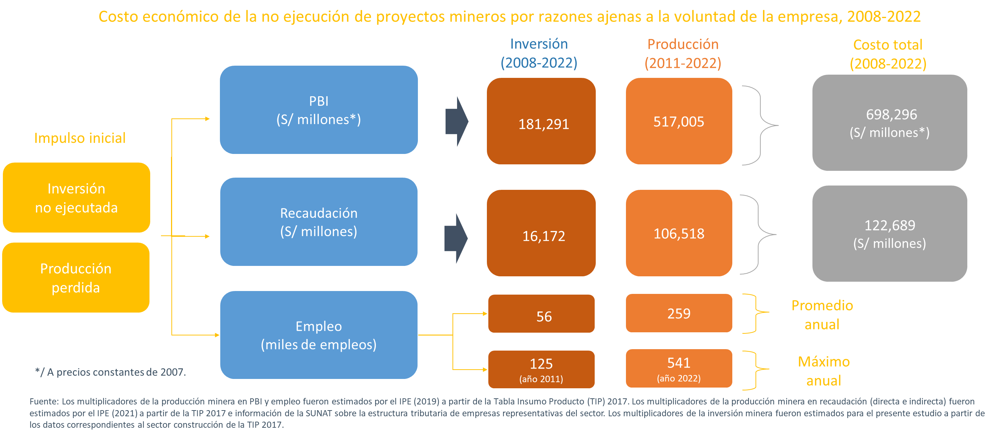 Costo económico de la no ejecución de proyectos mineros por razones ajenas a la voluntad de la empresa, 2008-2022
Inversión
(2008-2022)
Producción
(2011-2022)
Costo total
(2008-2022)
Impulso inicial
Inversión
no ejecutada
Producción
perdida
PBI
(S/ millones*)
181,291
517,005
698,296
(S/ millones*)
Recaudación
(S/ millones)
16,172
106,518
122,689
(S/ millones)
Empleo
(miles de empleos)
56
259
Promedio
anual
125
(año 2011)
541
(año 2022)
Máximo
anual
*/ A precios constantes de 2007.
Fuente: Los multiplicadores de la producción minera en PBI y empleo fueron estimados por el IPE (2019) a partir de la Tabla Insumo Producto (TIP) 2017. Los multiplicadores de la producción minera en recaudación (directa e indirecta) fueron
estimados por el IPE (2021) a partir de la TIP 2017 e información de la SUNAT sobre la estructura tributaria de empresas representativas del sector. Los multiplicadores de la inversión minera fueron estimados para el presente estudio a partir de
los datos correspondientes al sector construcción de la TIP 2017.